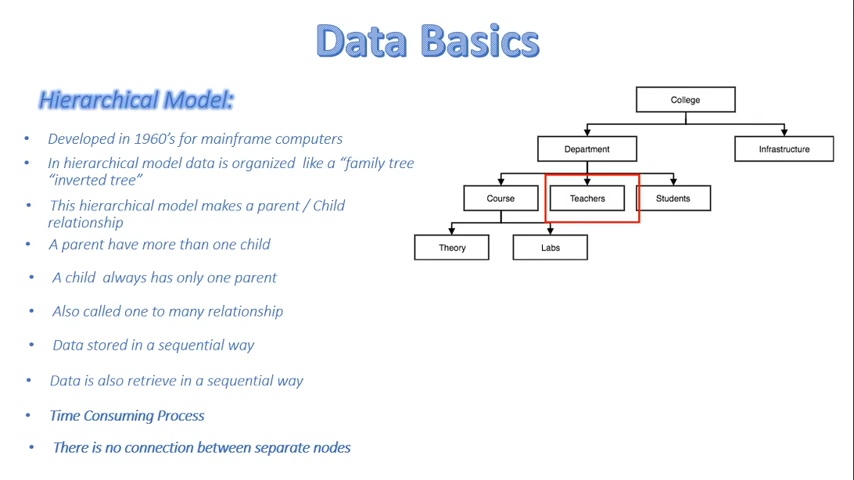 Data Basics
Hierarchical Model:
• Developed in 1960's for mainframe computers
• In hierarchical model data is organized like a "family tree
"inverted tree"
• This hierarchical model makes a parent / Child
relationship
• A parent have more than one child
• A child always has only one parent
• Also called one to many relationship
• Data stored in a sequential way
• Data is also retrieve in a sequential way
• Time Consuming Process
• There is no connection between separate nodes
College
Department
Infrastructure
Course
Teachers
Students
Theory
Labs